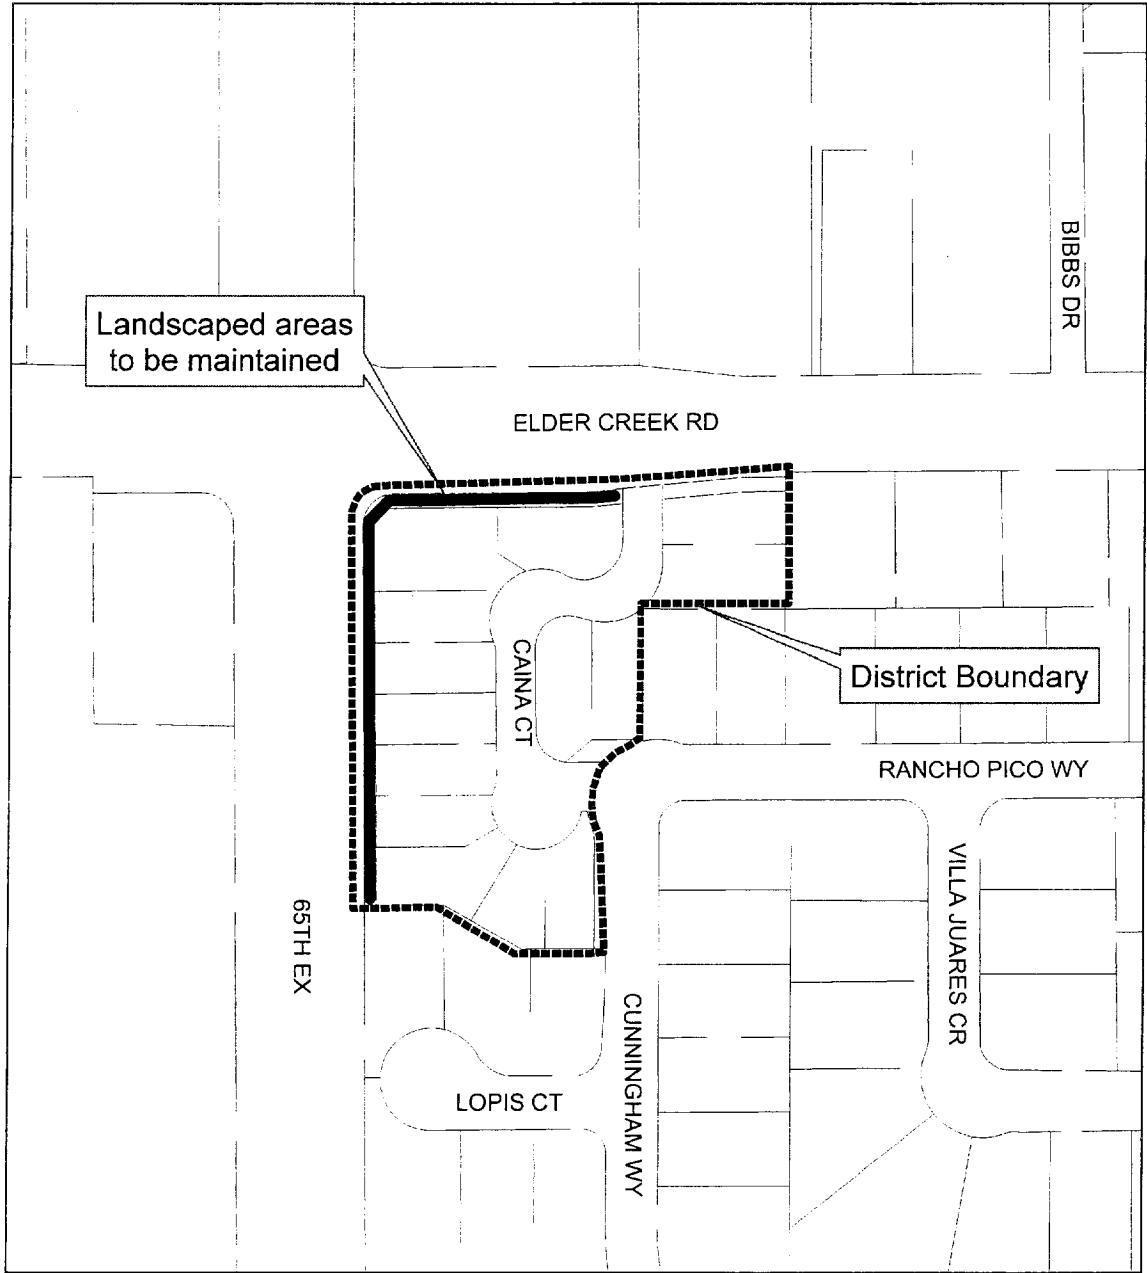 BIBBS DR
Landscaped areas
to be maintained
ELDER CREEK RD
CAINA CT
District Boundary
RANCHO PICO WY
VILLA JUARES CR
65TH EX
CUNNINGHAM WY
LOPIS CT